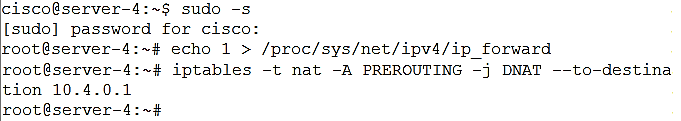 cisco@server-4:~$ sudo -s
[sudo] password for cisco:
root@server-4:~# echo 1 > /proc/sys/net/ipv4/ip_forward
root@server-4:~# iptables -t nat -A PREROUTING -j DNAT --to-destina
tion 10.4.0.1
root@server-4:~#